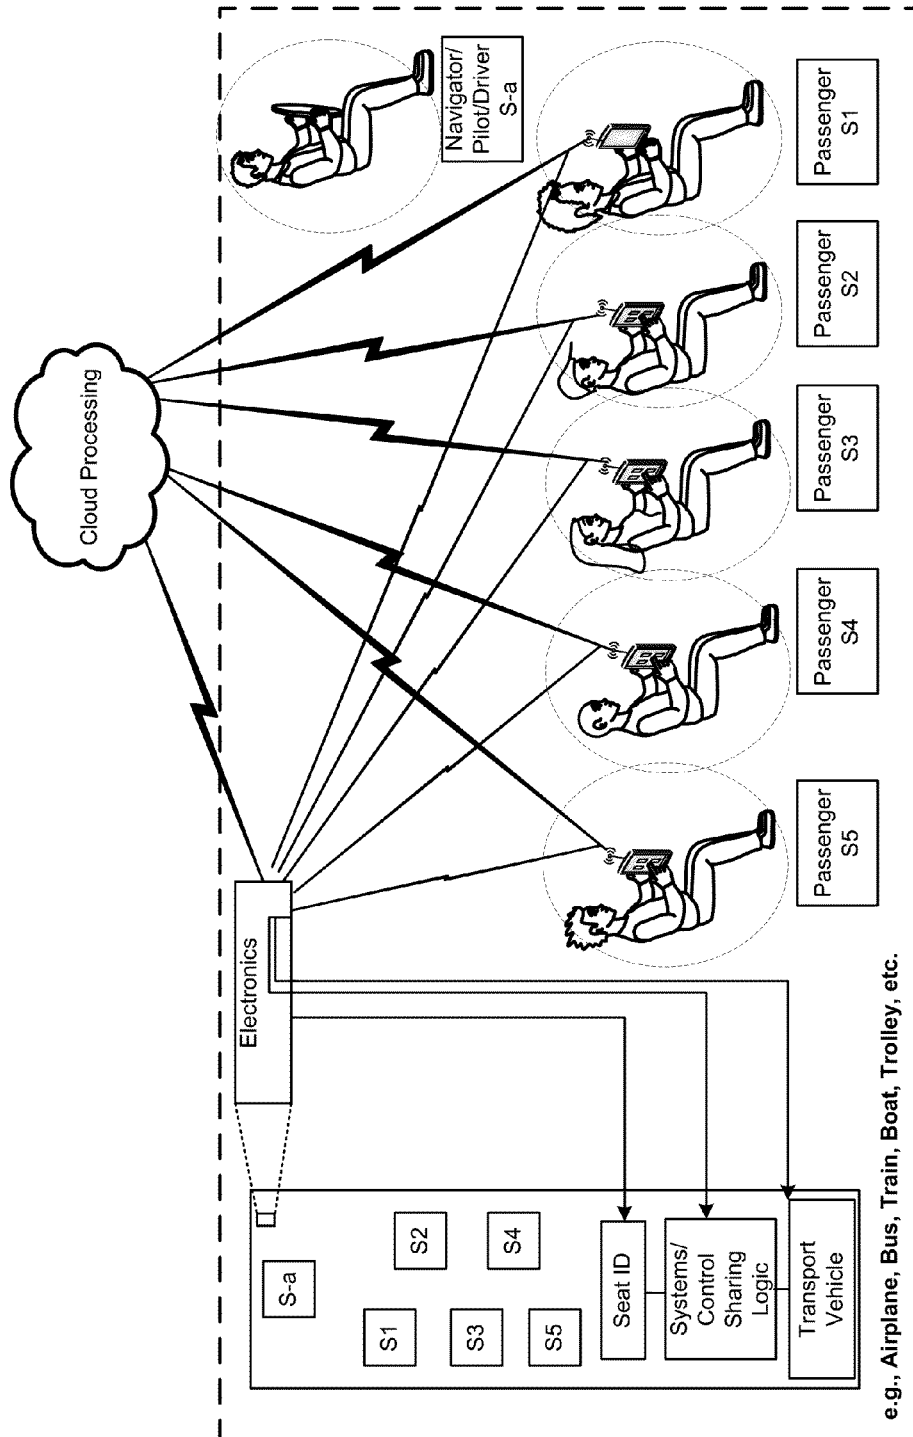 Cloud Processing
Navigator/
Pilot/Driver
S-a
Electronics
S-a
S1
S2
S3
S4
S5
Seat ID
Systems/
Control
Sharing
Logic
Transport
Vehicle
Passenger
S5
Passenger
S4
Passenger
S3
Passenger
S2
Passenger
S1
e.g., Airplane, Bus, Train, Boat, Trolley, etc.